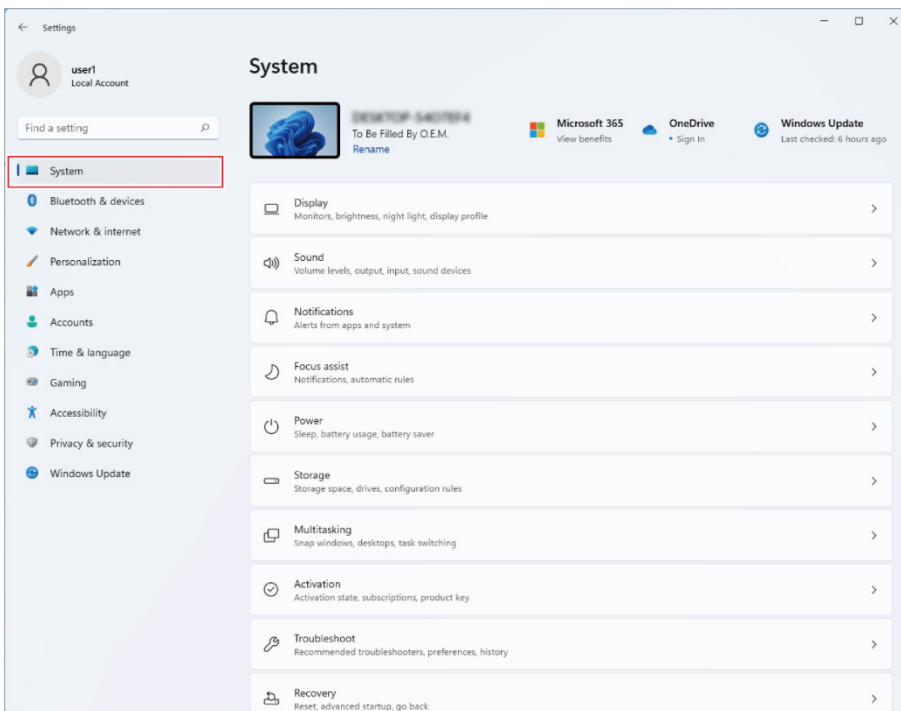 Settings
user1
Local Account
Find a setting
System
Bluetooth & devices
Network & internet
Personalization
Apps
Accounts
Time & language
Gaming
Accessibility
Privacy & security
Windows Update
System
To Be Filled By O.E.M.
Rename
Microsoft 365
View benefits
OneDrive
• Sign In
Windows Update
Last checked: 6 hours ago
Display
Monitors, brightness, night light, display profile
Sound
Volume levels, output, input, sound devices
Notifications
Alerts from apps and system
Focus assist
Notifications, automatic rules
Power
Sleep, battery usage, battery saver
Storage
Storage space, drives, configuration rules
Multitasking
Snap windows, desktops, task switching
Activation
Activation state, subscriptions, product key
Troubleshoot
Recommended troubleshooters, preferences, history
Recovery
Reset, advanced startup, go back